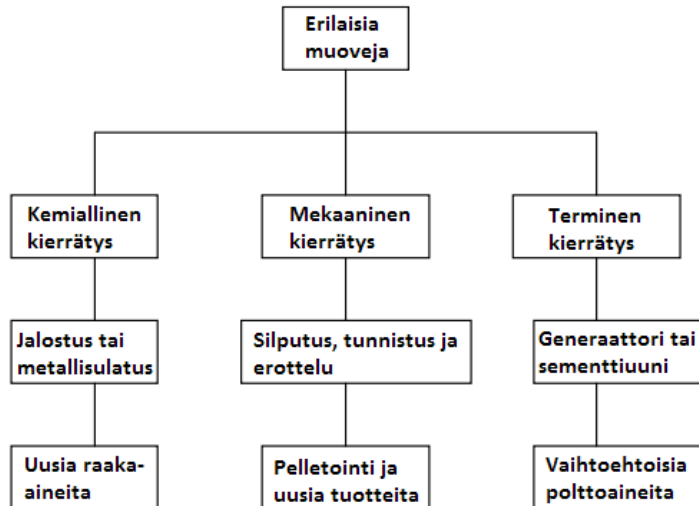 Erilaisia
muoveja
Kemiallinen
kierrätys
Mekaaninen
kierrätys
Terminen
kierrätys
Jalostus tai
metallisulatus
Silputus, tunnistus ja
erottelu
Generaattori tai
sementtiuuni
Uusia raaka-
aineita
Pelletointi ja
uusia tuotteita
Vaihtoehtoisia
polttoaineita